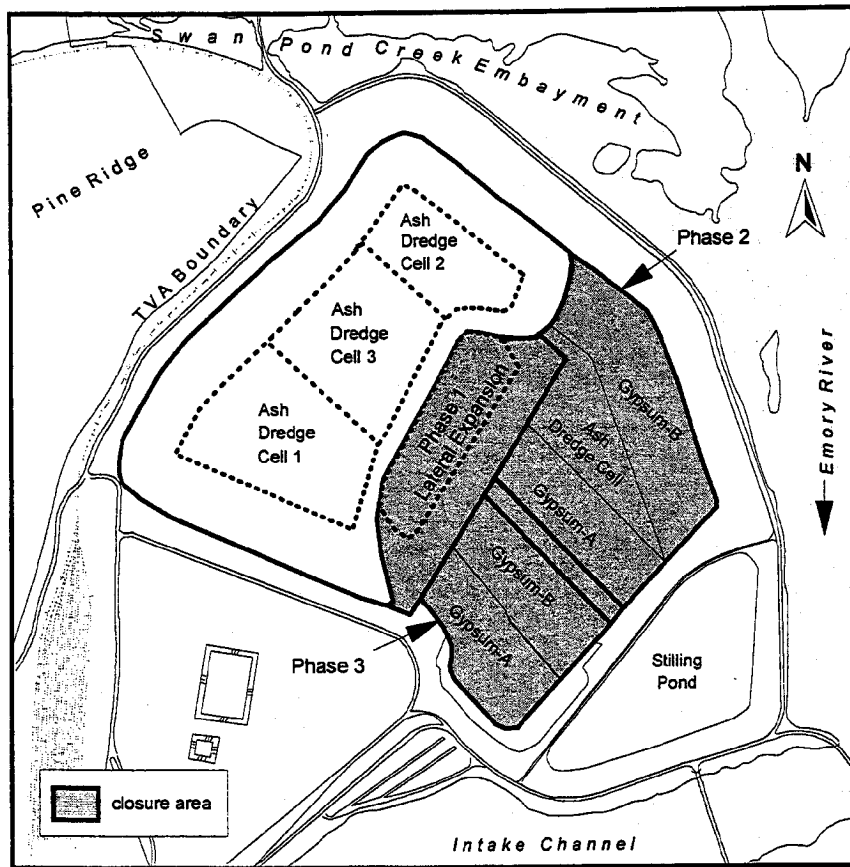 Swan Pond Creek Embayment
Pine Ridge
TVA Boundary
N
Ash
Dredge
Cell 2
Phase 2
Ash
Dredge
Cell 3
Emory River
Phase 1
Lateral Expansion
Gypsum-B
Ash
Dredge Cell
Ash
Dredge
Cell 1
Gypsum-A
Gypsum-B
Gypsum-A
Phase 3
Stilling
Pond
closure area
Intake Channel